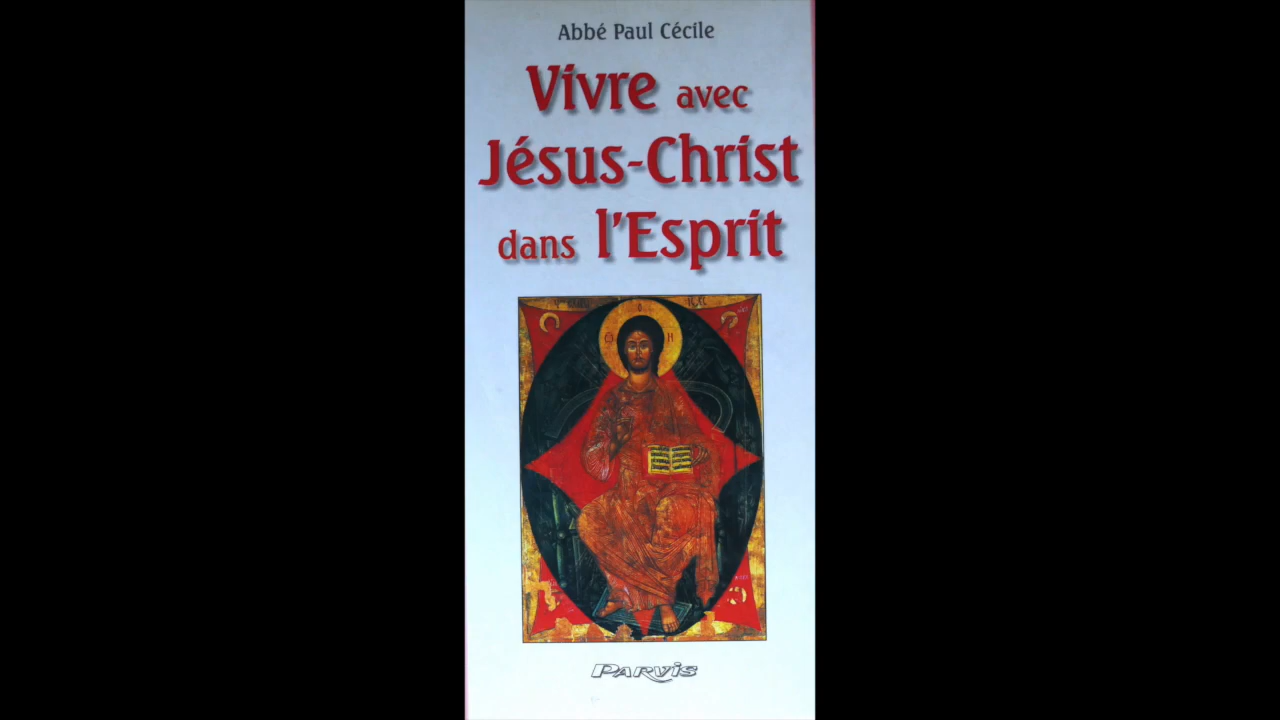 Abbé Paul Cécile
Vivre avec
Jésus-Christ
dans l'Esprit
PARVIS